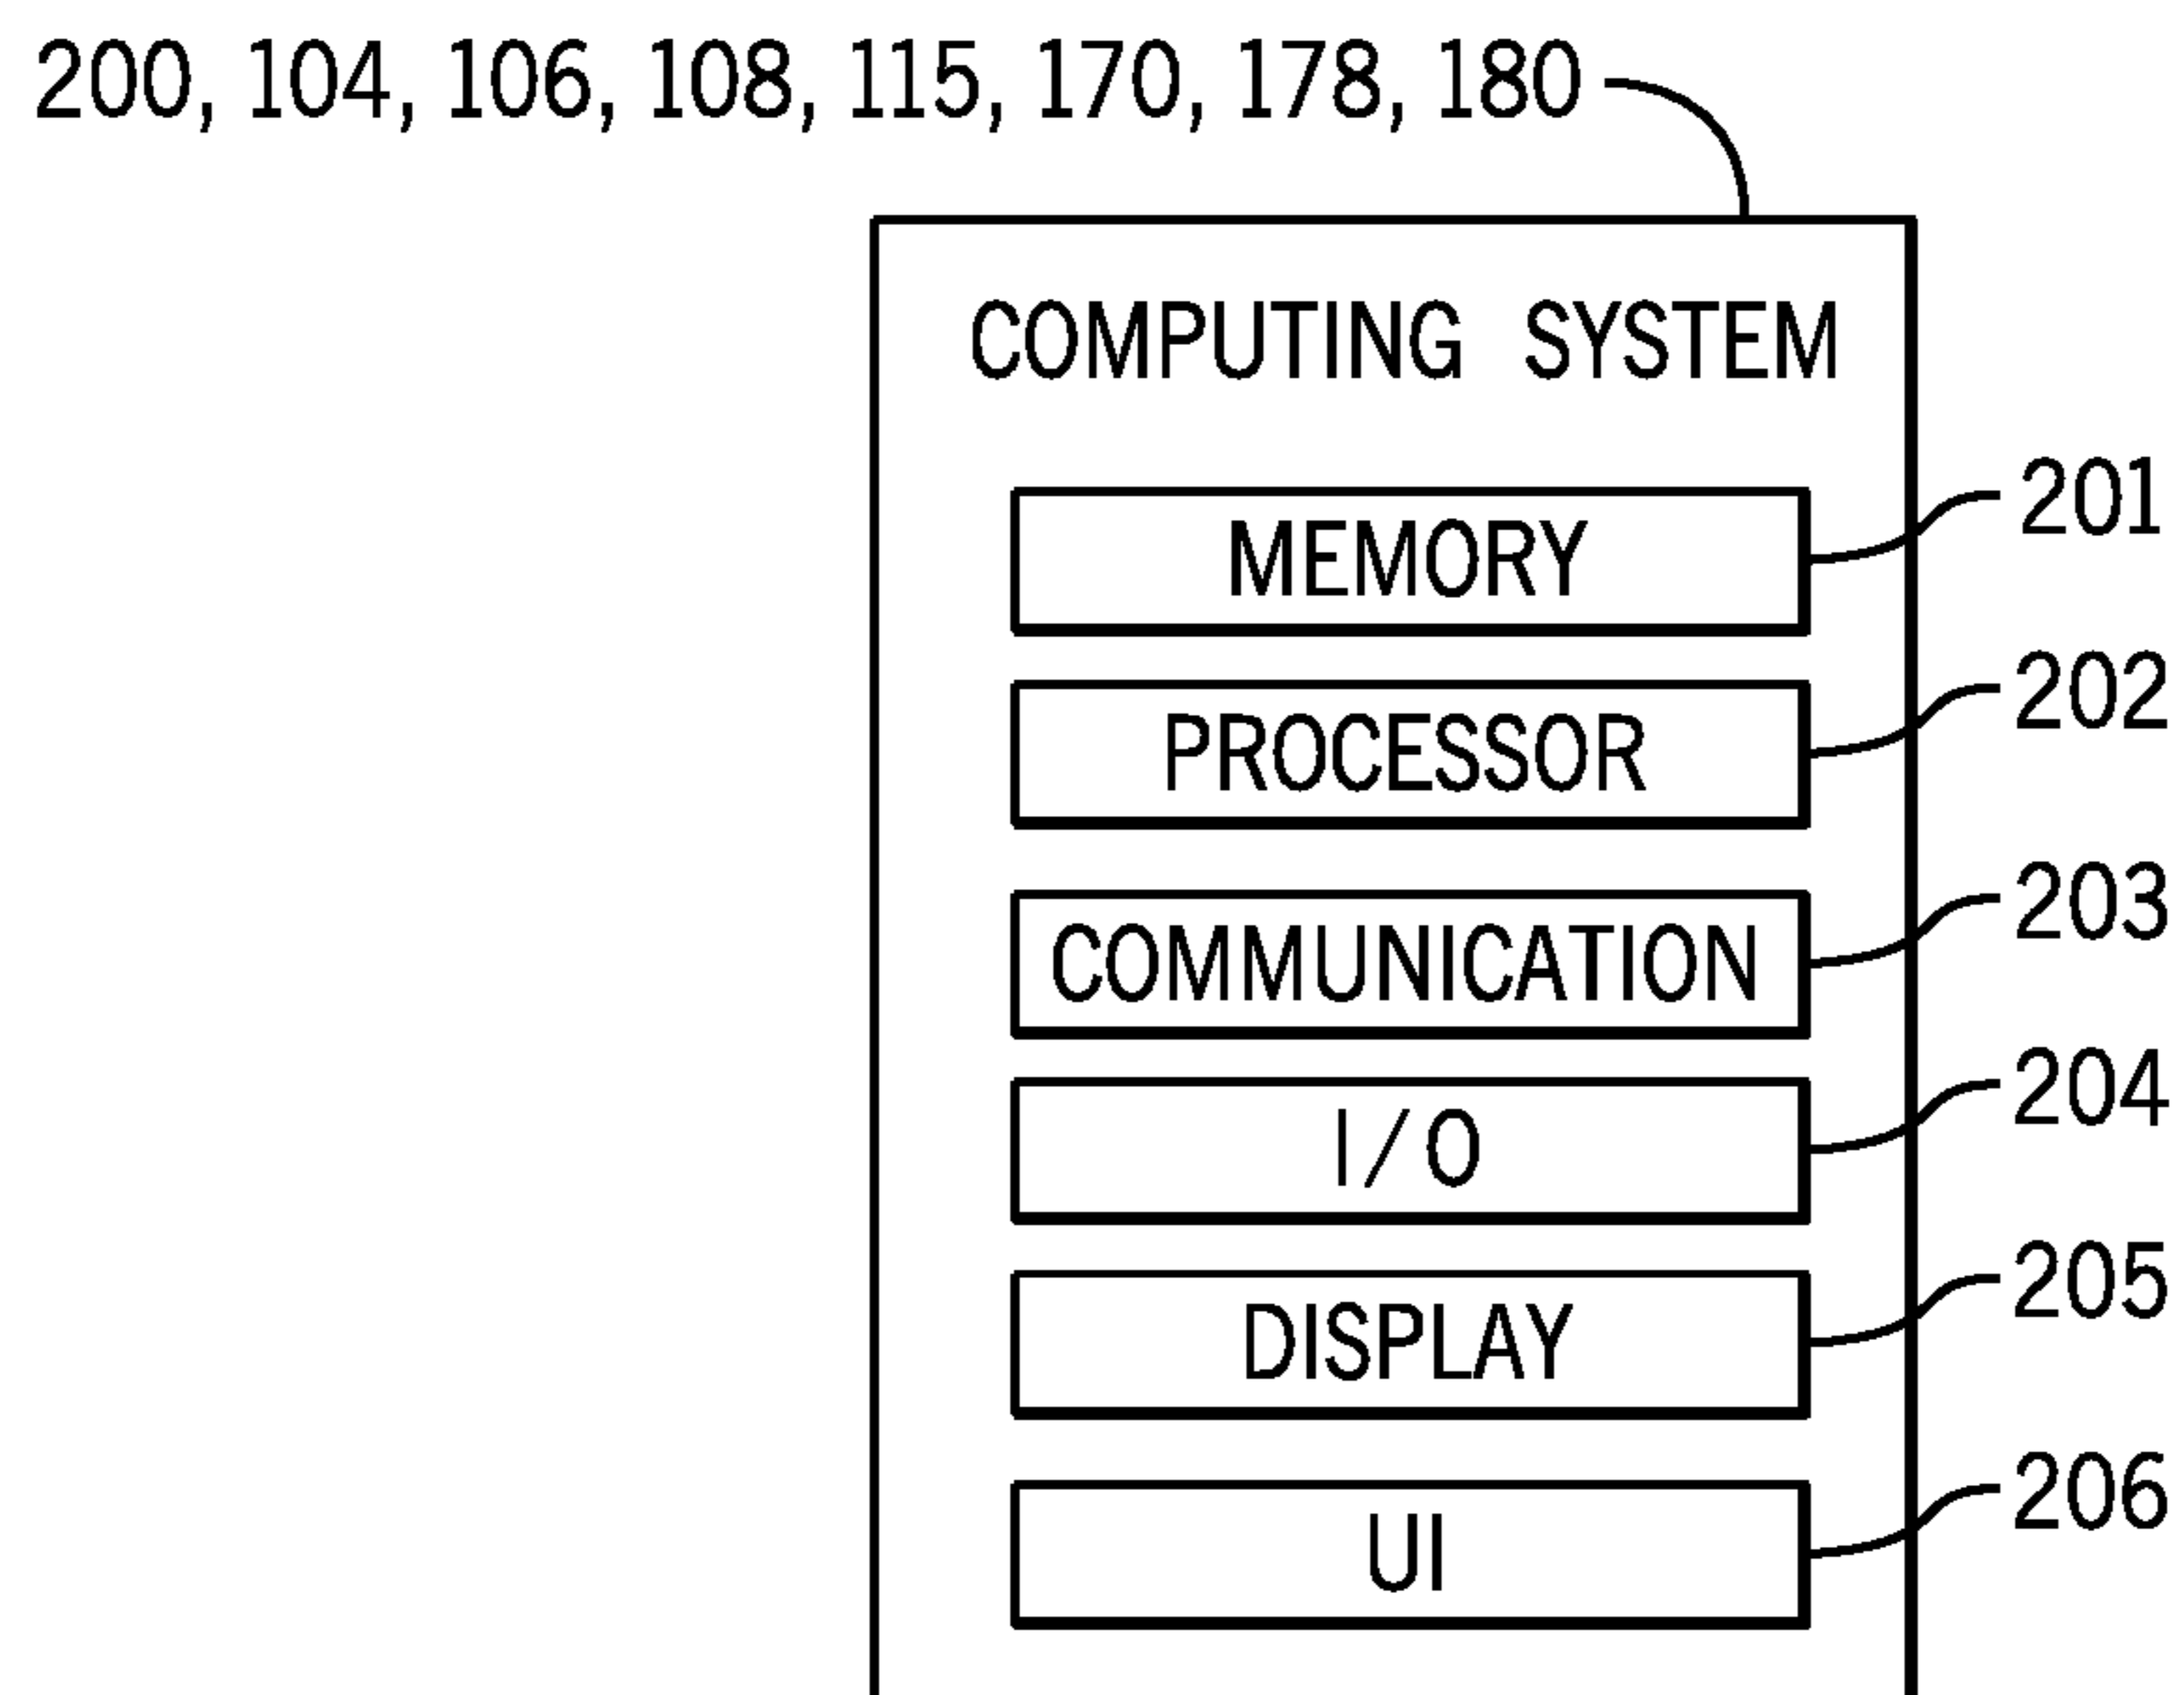 200, 104, 106, 108, 115, 170, 178, 180
COMPUTING SYSTEM
MEMORY
201
PROCESSOR
202
COMMUNICATION
203
I/O
204
DISPLAY
205
UI
206